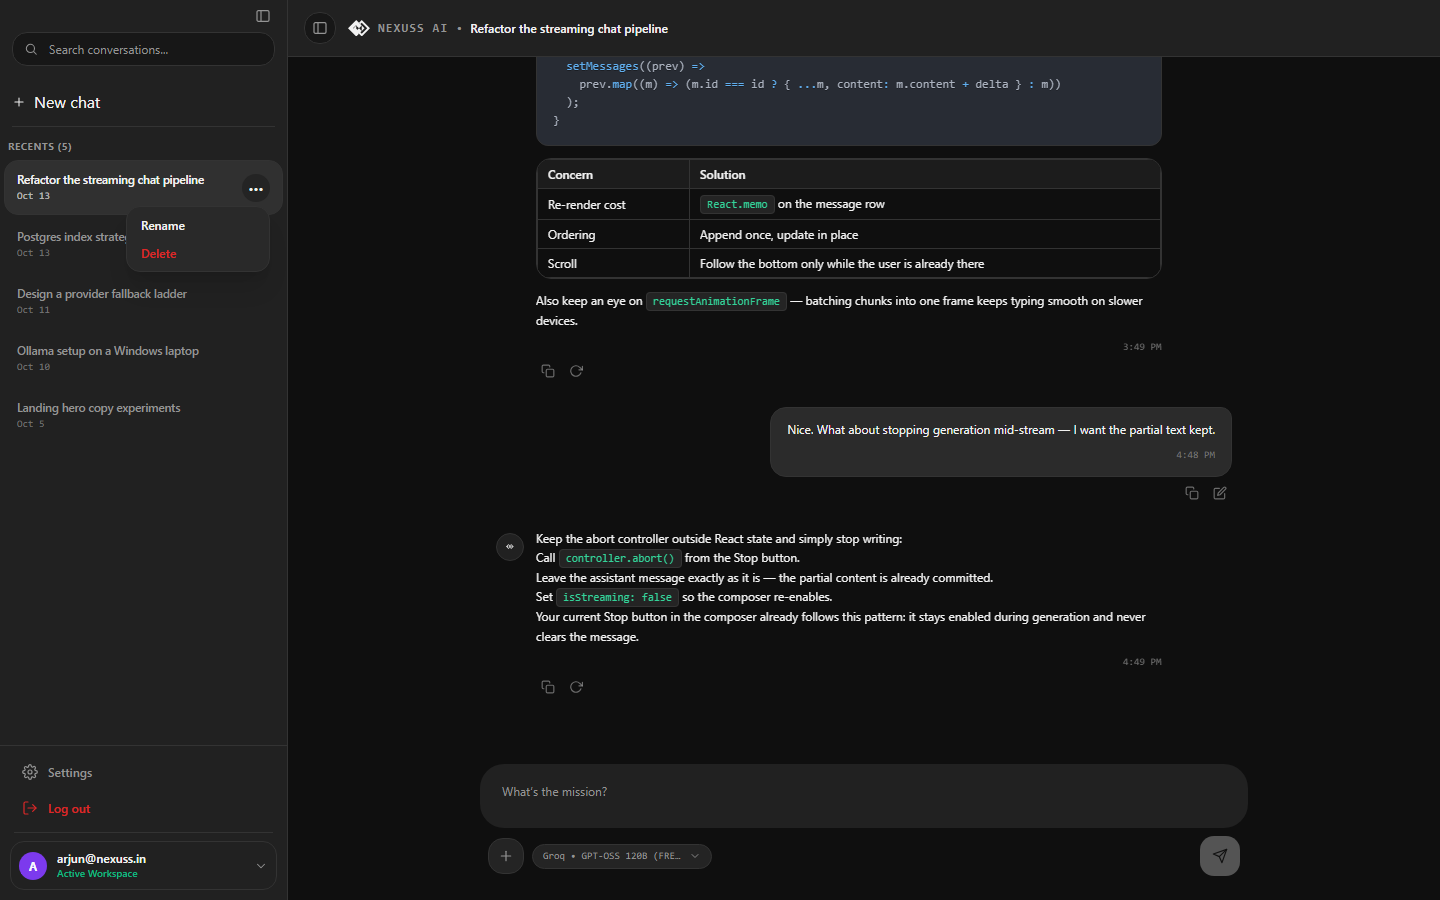 Search conversations...
New chat
RECENTS (5)
Refactor the streaming chat pipeline
Oct 13
Rename
Delete
Postgres index strate
Oct 13
Design a provider fallback ladder
Oct 11
Ollama setup on a Windows laptop
Oct 10
Landing hero copy experiments
Oct 5
Settings
Log out
A
arjun@nexuss.in
Active Workspace
NEXUSS AI • Refactor the streaming chat pipeline
setMessages((prev) =>
prev.map((m) => (m.id === id ? { ...m, content: m.content + delta } : m))
);
}
Concern Solution
Re-render cost React.memo on the message row
Ordering Append once, update in place
Scroll Follow the bottom only while the user is already there
Also keep an eye on requestAnimationFrame — batching chunks into one frame keeps typing smooth on slower
devices.
3:49 PM
Nice. What about stopping generation mid-stream — I want the partial text kept.
4:48 PM
Keep the abort controller outside React state and simply stop writing:
Call controller.abort() from the Stop button.
Leave the assistant message exactly as it is — the partial content is already committed.
Set isStreaming: false so the composer re-enables.
Your current Stop button in the composer already follows this pattern: it stays enabled during generation and never
clears the message.
4:49 PM
What's the mission?
Groq • GPT-OSS 120B (FRE…